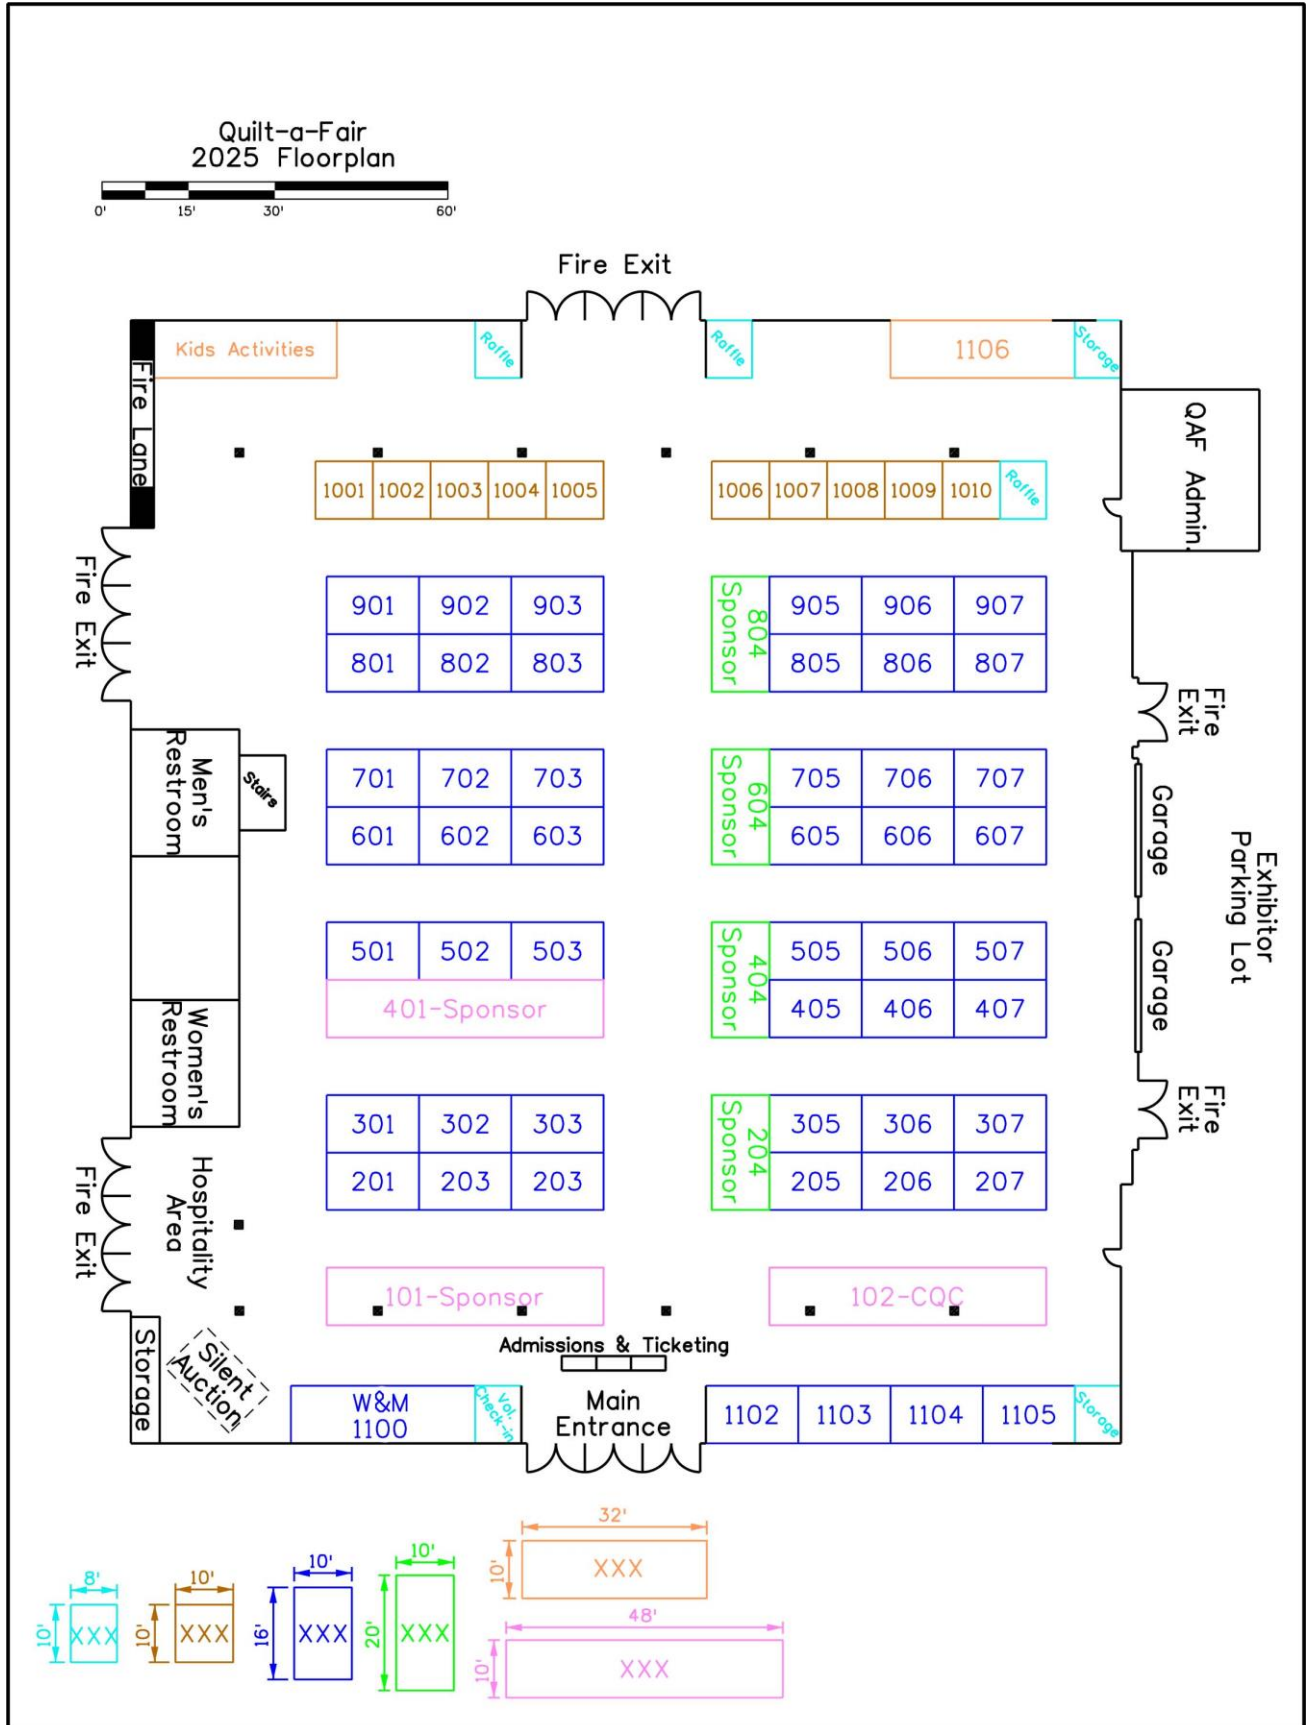 Quilt-a-Fair
2025 Floorplan
0' 15' 30' 60'
Fire Exit
Kids Activities
Raffle
Raffle
1106
Storage
Fire Lane
QAF Admin.
1001 1002 1003 1004 1005
1006 1007 1008 1009 1010 Raffle
Fire Exit
901 902 903
804
Sponsor
905 906 907
801 802 803
805 806 807
Fire
Exit
Men's
Restroom
Stairs
701 702 703
604
Sponsor
705 706 707
601 602 603
605 606 607
Garage
Exhibitor
Parking Lot
501 502 503
404
Sponsor
505 506 507
401-Sponsor
405 406 407
Garage
Women's
Restroom
301 302 303
204
Sponsor
305 306 307
201 203 203
205 206 207
Fire
Exit
Fire Exit
Hospitality
Area
101-Sponsor
102-CQC
Admissions & Ticketing
Storage
Silent
Auction
W&M
1100
Vol.
Check-in
Main
Entrance
1102 1103 1104 1105
Storage
8'
10'
XXX
10'
10'
XXX
10'
16'
XXX
10'
20'
XXX
32'
10'
XXX
48'
10'
XXX